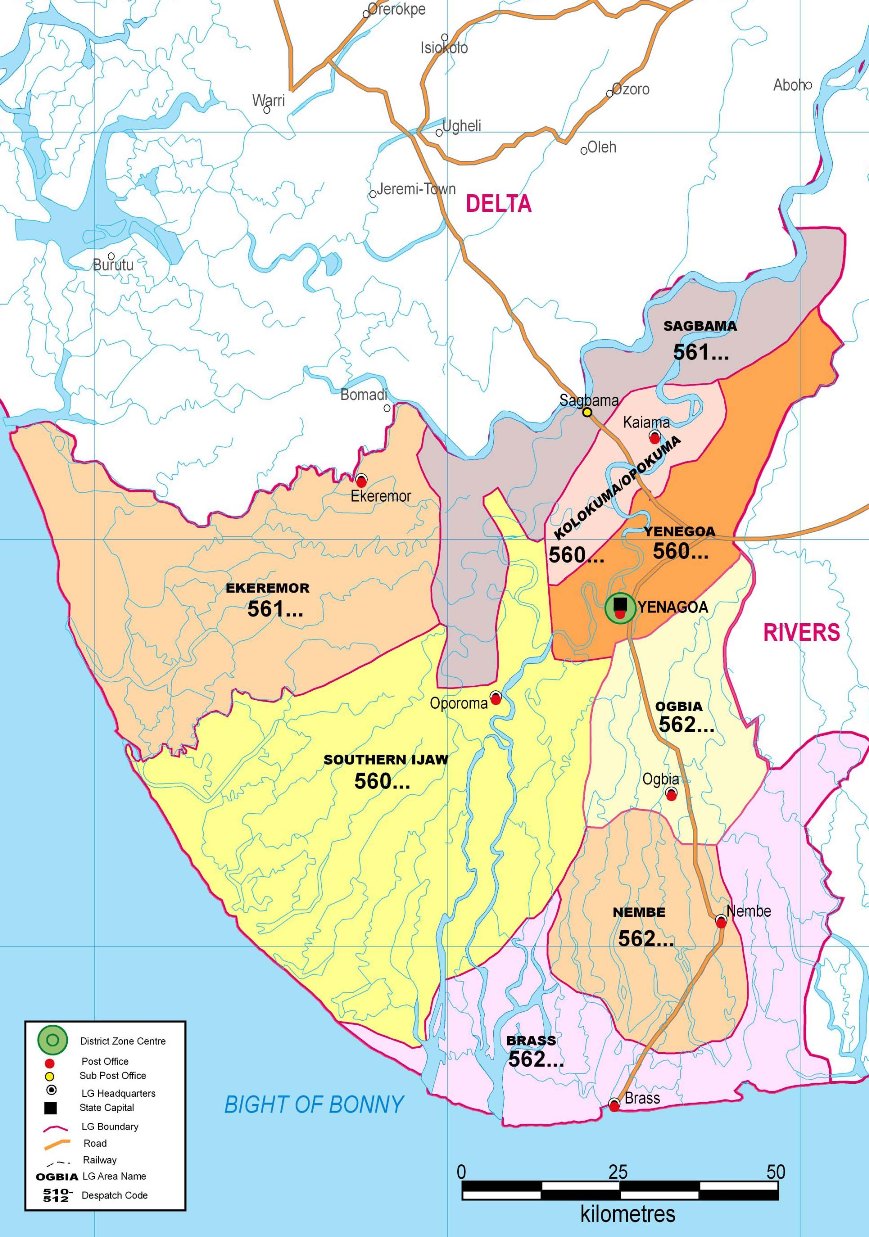 Orerokpe
Isiokolo
Warri
Ozoro
Aboh
Ugheli
Oleh
Jeremi-Town
DELTA
Burutu
SAGBAMA
561...
Bomadi
Sagbama
Kaiama
KOLOKUMA/OPOKUMA
560...
Ekeremor
YENEGOA
560...
EKEREMOR
561...
YENAGOA
RIVERS
Oporoma
OGBIA
562...
SOUTHERN IJAW
560...
Ogbia
NEMBE
562...
Nembe
BRASS
562...
Brass
BIGHT OF BONNY
District Zone Centre
Post Office
Sub Post Office
LG Headquarters
State Capital
LG Boundary
Road
Railway
OGBIA LG Area Name
510-
512 Despatch Code
0 25 50
kilometres